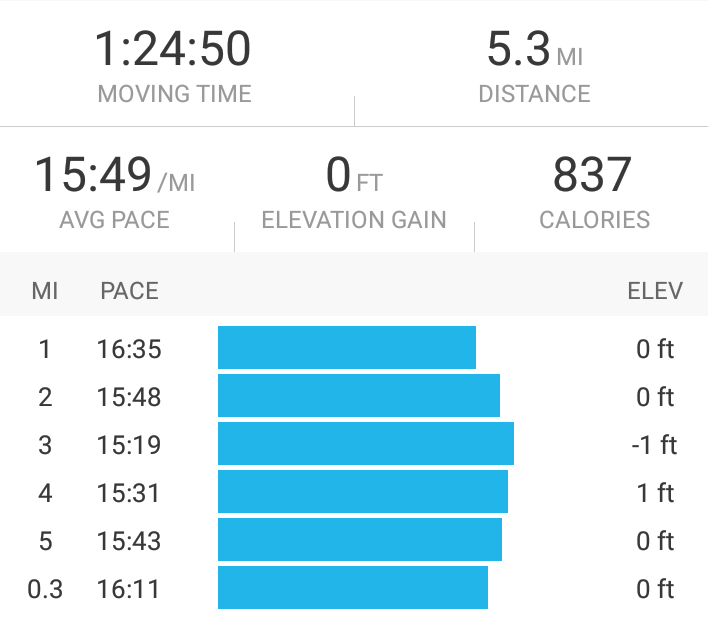 1:24:50 5.3 MI
MOVING TIME DISTANCE
15:49 /MI 0 FT 837
AVG PACE ELEVATION GAIN CALORIES
MI PACE ELEV
1 16:35 0 ft
2 15:48 0 ft
3 15:19 -1 ft
4 15:31 1 ft
5 15:43 0 ft
0.3 16:11 0 ft